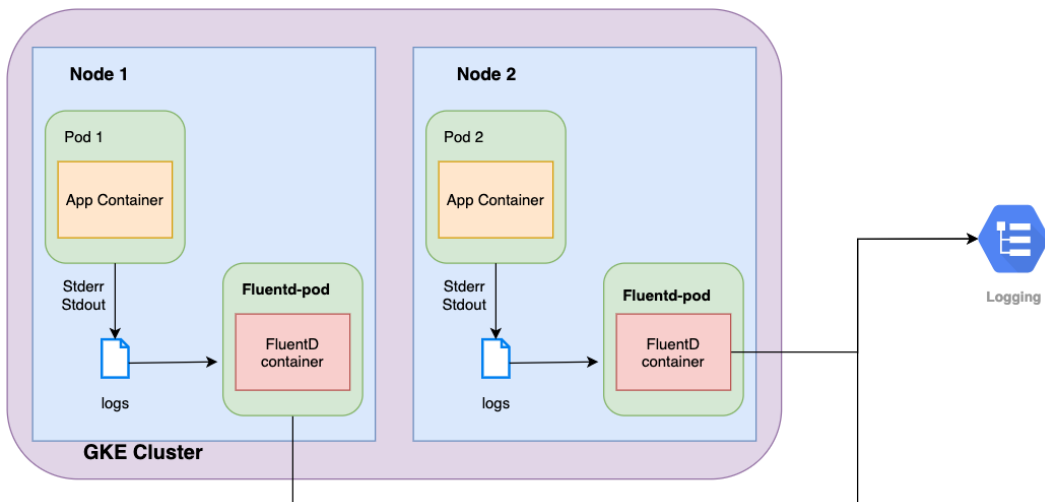 Node 1
Pod 1
App Container
Stderr
Stdout
logs
Fluentd-pod
FluentD
container
Node 2
Pod 2
App Container
Stderr
Stdout
logs
Fluentd-pod
FluentD
container
GKE Cluster
Logging